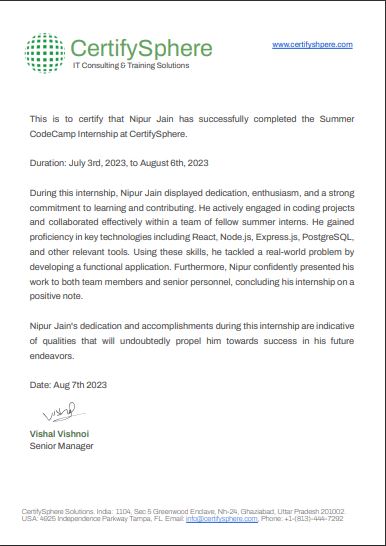 CertifySphere
IT Consulting & Training Solutions
www.certifyshpere.com
This is to certify that Nipur Jain has successfully completed the Summer
CodeCamp Internship at CertifySphere.
Duration: July 3rd, 2023, to August 6th, 2023
During this internship, Nipur Jain displayed dedication, enthusiasm, and a strong
commitment to learning and contributing. He actively engaged in coding projects
and collaborated effectively within a team of fellow summer interns. He gained
proficiency in key technologies including React, Node.js, Express.js, PostgreSQL,
and other relevant tools. Using these skills, he tackled a real-world problem by
developing a functional application. Furthermore, Nipur confidently presented his
work to both team members and senior personnel, concluding his internship on a
positive note.
Nipur Jain's dedication and accomplishments during this internship are indicative
of qualities that will undoubtedly propel him towards success in his future
endeavors.
Date: Aug 7th 2023
Vishal
Vishal Vishnoi
Senior Manager
CertifySphere Solutions. India: 1104, Sec 5 Greenwood Enclave, Nh-24, Ghaziabad, Uttar Pradesh 201002.
USA: 4925 Independence Parkway Tampa, FL. Email: info@certifysphere.com, Phone: +1-(813)-444-7292